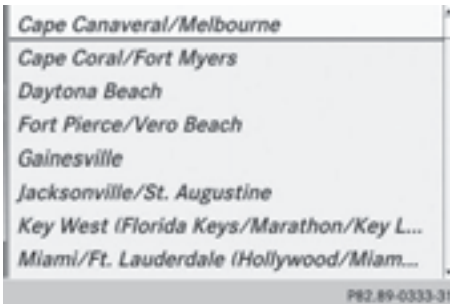 Cape Canaveral/Melbourne
Cape Coral/Fort Myers
Daytona Beach
Fort Pierce/Vero Beach
Gainesville
Jacksonville/St. Augustine
Key West (Florida Keys/Marathon/Key L...
Miami/Ft. Lauderdale (Hollywood/Miam...
P82.89-0333-31